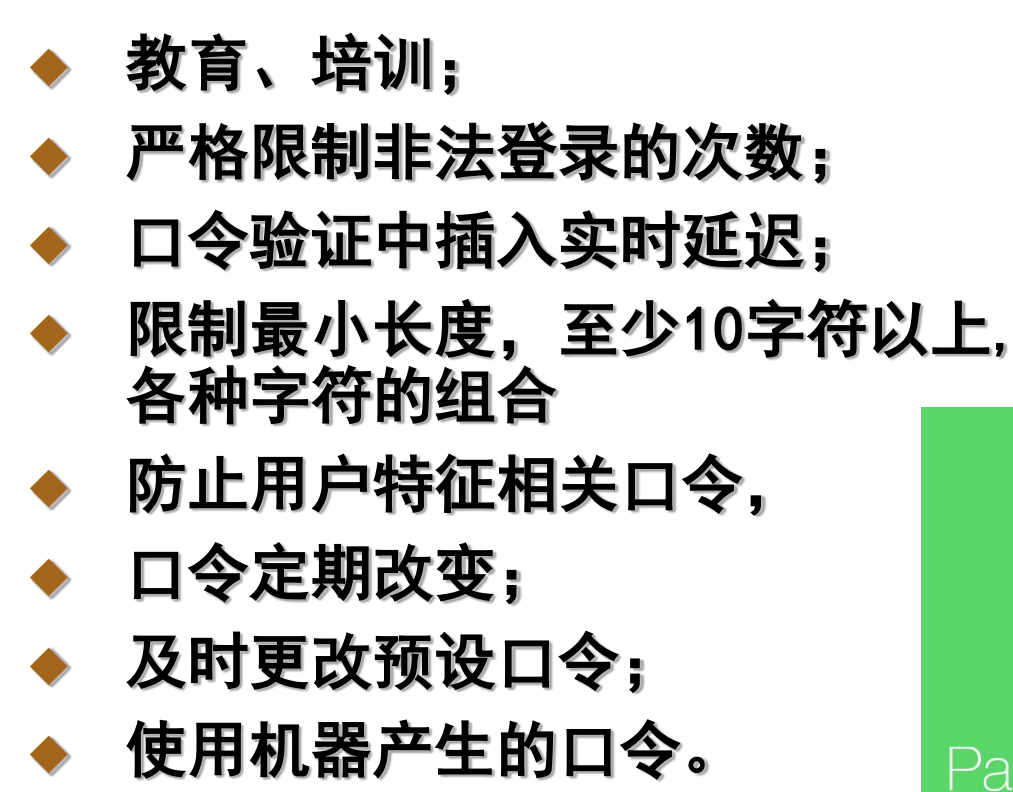 教育、培训；
严格限制非法登录的次数；
口令验证中插入实时延迟；
限制最小长度，至少10字符以上,
各种字符的组合
防止用户特征相关口令，
口令定期改变；
及时更改预设口令；
使用机器产生的口令。
Pa